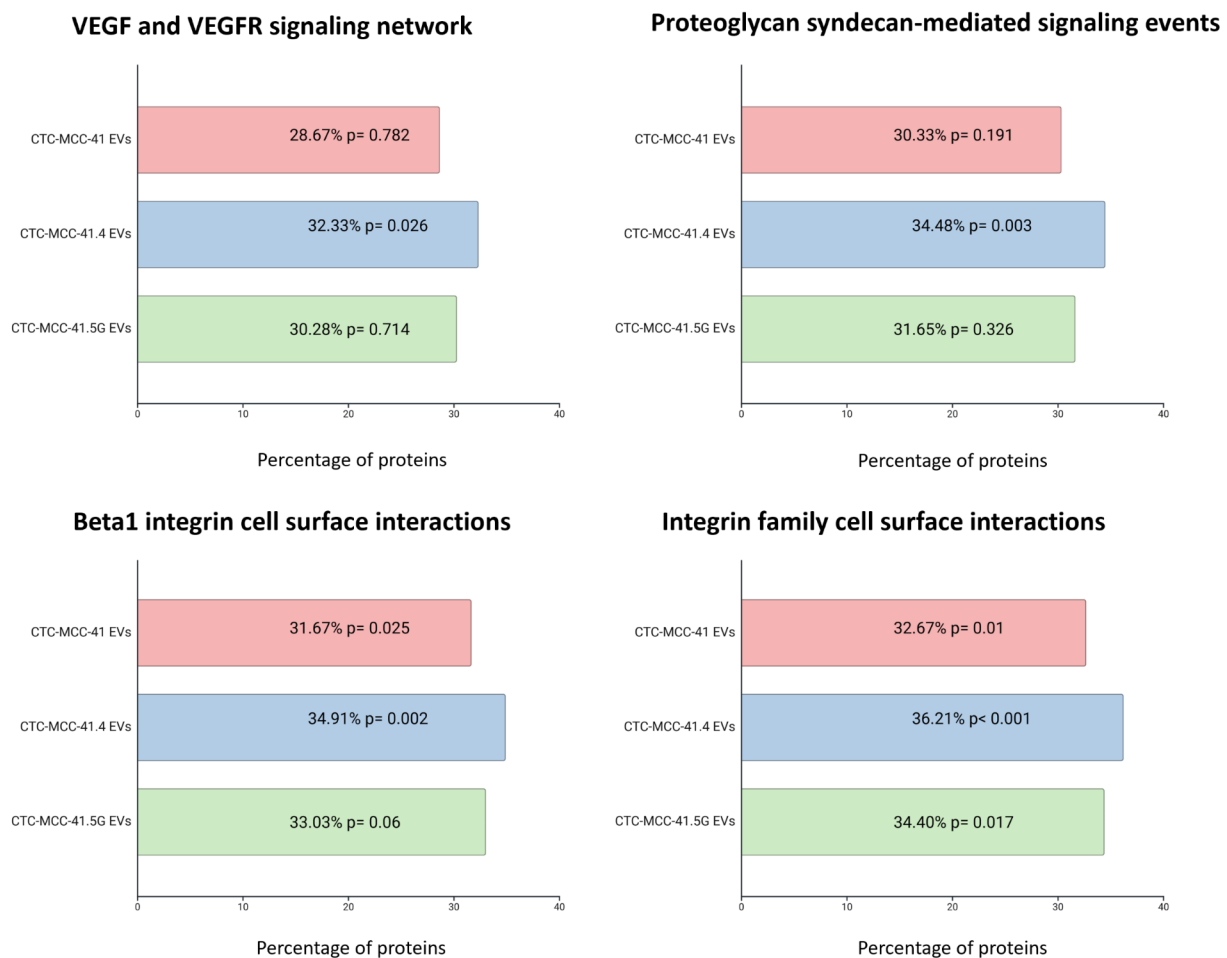 VEGF and VEGFR signaling network
CTC-MCC-41 EVs
28.67% p= 0.782
CTC-MCC-41.4 EVs
32.33% p= 0.026
CTC-MCC-41.5G EVs
30.28% p= 0.714
0 10 20 30 40
Percentage of proteins
Proteoglycan syndecan-mediated signaling events
CTC-MCC-41 EVs
30.33% p= 0.191
CTC-MCC-41.4 EVs
34.48% p= 0.003
CTC-MCC-41.5G EVs
31.65% p= 0.326
0 10 20 30 40
Percentage of proteins
Beta1 integrin cell surface interactions
CTC-MCC-41 EVs
31.67% p= 0.025
CTC-MCC-41.4 EVs
34.91% p= 0.002
CTC-MCC-41.5G EVs
33.03% p= 0.06
0 10 20 30 40
Percentage of proteins
Integrin family cell surface interactions
CTC-MCC-41 EVs
32.67% p= 0.01
CTC-MCC-41.4 EVs
36.21% p< 0.001
CTC-MCC-41.5G EVs
34.40% p= 0.017
0 10 20 30 40
Percentage of proteins